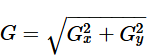 G = √(G_x^2 + G_y^2)